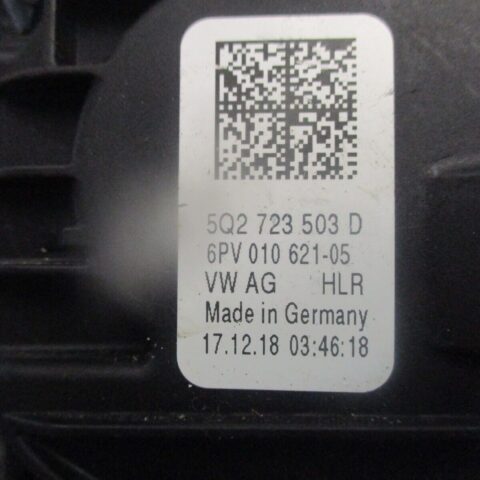 5Q2 723 503 D
6PV 010 621-05
VW AG HLR
Made in Germany
17.12.18 03:46:18